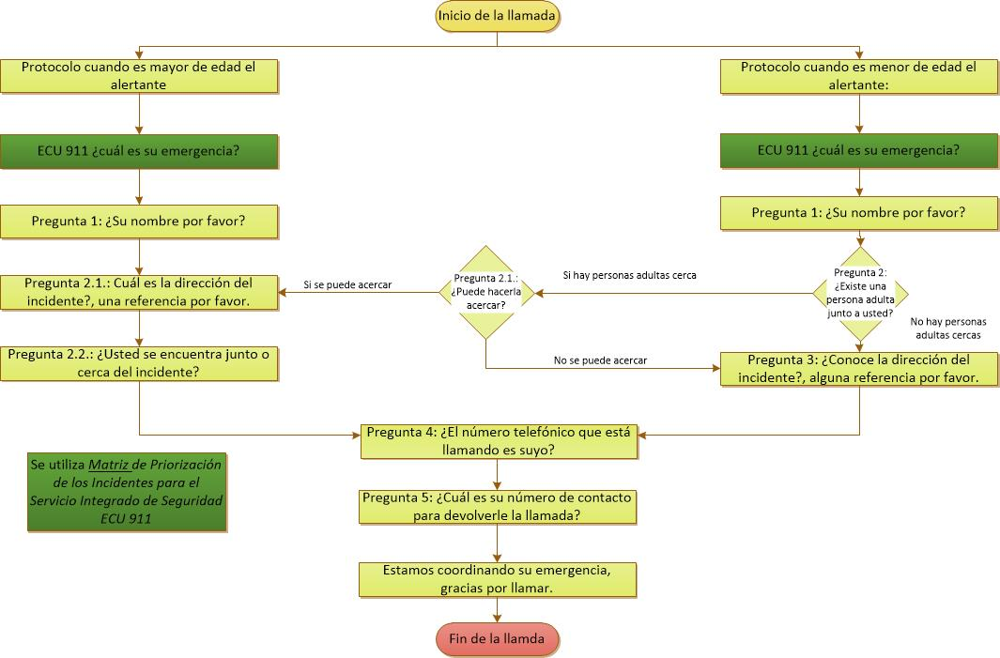 Inicio de la llamada
Protocolo cuando es mayor de edad el
alertante
Protocolo cuando es menor de edad el
alertante:
ECU 911 ¿cuál es su emergencia?
ECU 911 ¿cuál es su emergencia?
Pregunta 1: ¿Su nombre por favor?
Pregunta 1: ¿Su nombre por favor?
Pregunta 2.1.: Cuál es la dirección del
incidente?, una referencia por favor.
Si se puede acercar
Pregunta 2.1.:
¿Puede hacerla
acercar?
Si hay personas adultas cerca
Pregunta 2:
¿Existe una
persona adulta
junto a usted?
No hay personas
adultas cercas
Pregunta 2.2.: ¿Usted se encuentra junto o
cerca del incidente?
No se puede acercar
Pregunta 3: ¿Conoce la dirección del
incidente?, alguna referencia por favor.
Pregunta 4: ¿El número telefónico que está
llamando es suyo?
Se utiliza Matriz de Priorización
de los Incidentes para el
Servicio Integrado de Seguridad
ECU 911
Pregunta 5: ¿Cuál es su número de contacto
para devolverle la llamada?
Estamos coordinando su emergencia,
gracias por llamar.
Fin de la llamda